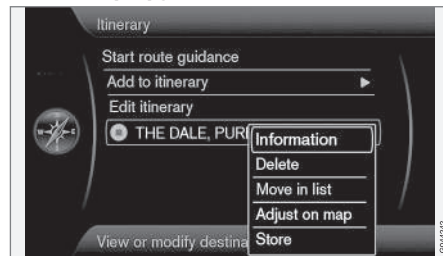 Itinerary
Start route guidance
Add to itinerary
Edit itinerary
THE DALE, PURI
Information
Delete
Move in list
Adjust on map
Store
View or modify destina